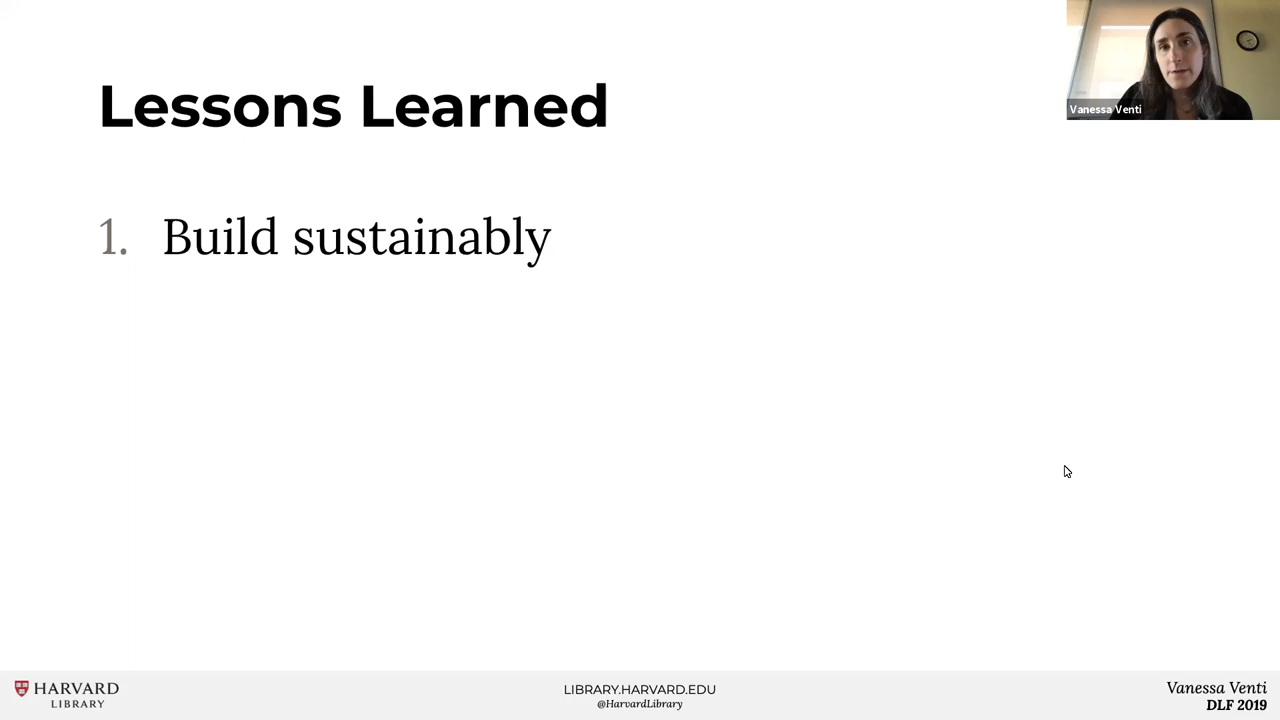 Lessons Learned
Vanessa Venti
1. Build sustainably
HARVARD
LIBRARY
LIBRARY.HARVARD.EDU
@HarvardLibrary
Vanessa Venti
DLF 2019